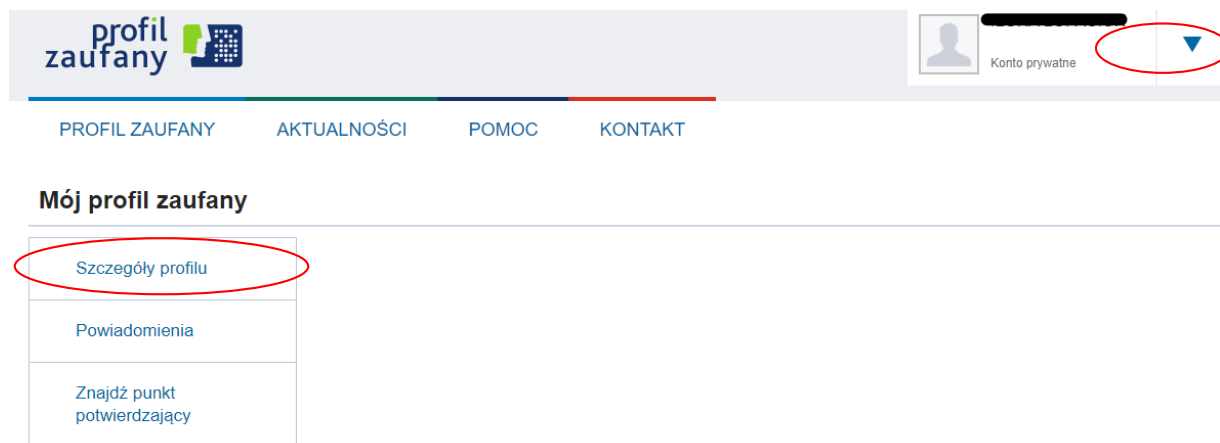 profil
zaufany
Konto prywatne
PROFIL ZAUFANY AKTUALNOŚCI POMOC KONTAKT
Mój profil zaufany
Szczegóły profilu
Powiadomienia
Znajdź punkt
potwierdzający